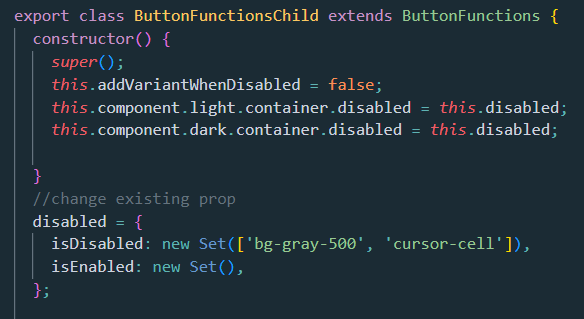 export class ButtonFunctionsChild extends ButtonFunctions {
constructor() {
super();
this.addVariantWhenDisabled = false;
this.component.light.container.disabled = this.disabled;
this.component.dark.container.disabled = this.disabled;
}
//change existing prop
disabled = {
isDisabled: new Set(['bg-gray-500', 'cursor-cell']),
isEnabled: new Set(),
};